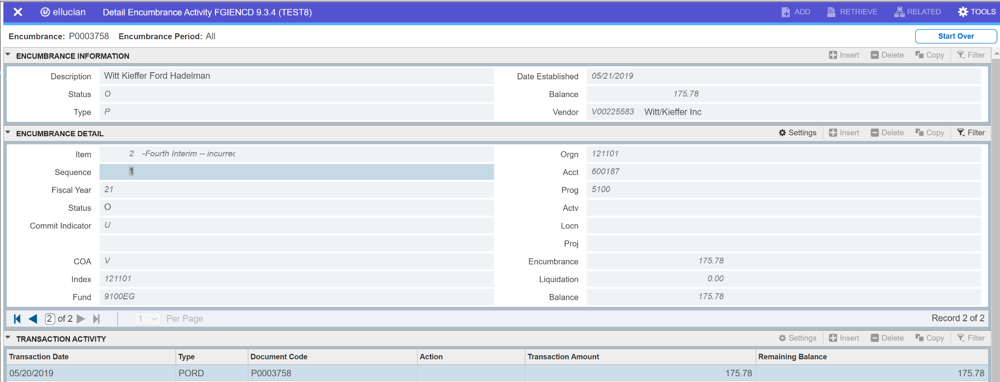 ellucian Detail Encumbrance Activity FGIENCD 9.3.4 (TEST8) ADD RETRIEVE RELATED TOOLS
Encumbrance: P0003758 Encumbrance Period: All Start Over
ENCUMBRANCE INFORMATION Insert Delete Copy Filter
Description Witt Kieffer Ford Hadelman Date Established 05/21/2019
Status O Balance 175.78
Type P Vendor V00225583 Witt/Kieffer Inc
ENCUMBRANCE DETAIL Settings Insert Delete Copy Filter
Item 2 -Fourth Interim -- incurrec Orgn 121101
Sequence 1 Acct 600187
Fiscal Year 21 Prog 5100
Status O Actv
Commit Indicator U Locn
Proj
COA V Encumbrance 175.78
Index 121101 Liquidation 0.00
Fund 9100EG Balance 175.78
2 of 2 1 Per Page Record 2 of 2
TRANSACTION ACTIVITY Settings Insert Delete Copy Filter
Transaction Date Type Document Code Action Transaction Amount Remaining Balance
05/20/2019 PORD P0003758 175.78 175.78